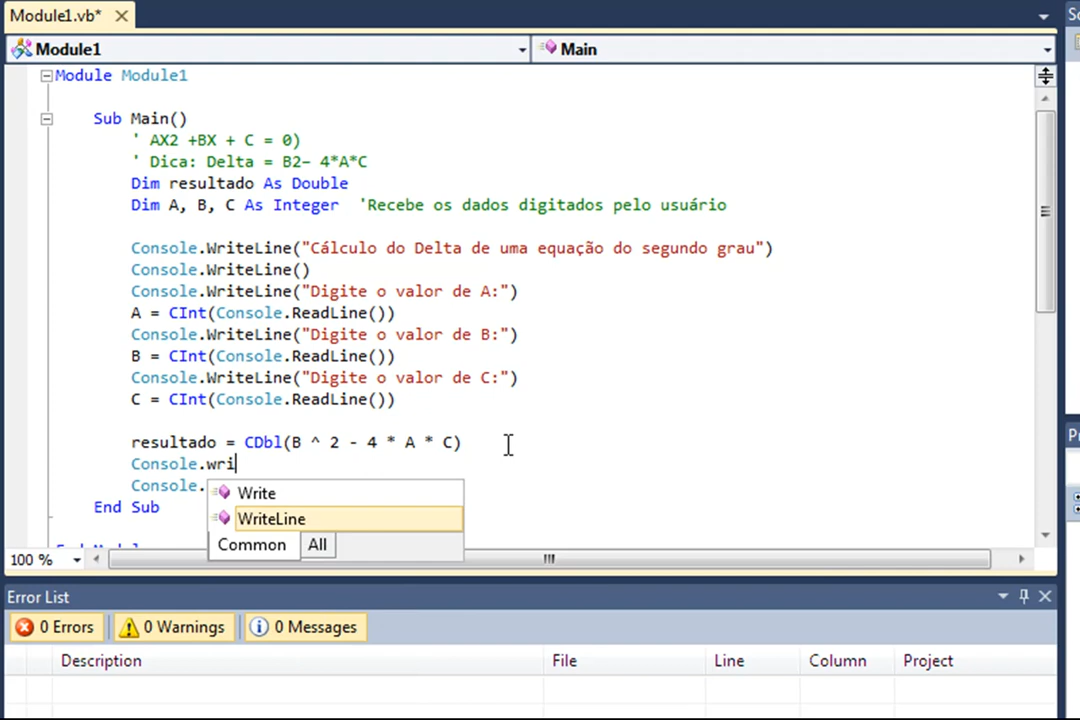 Module1.vb*
Module1
Main
Module Module1
Sub Main()
' AX2 +BX + C = 0)
' Dica: Delta = B2– 4*A*C
Dim resultado As Double
Dim A, B, C As Integer 'Recebe os dados digitados pelo usuário
Console.WriteLine("Cálculo do Delta de uma equação do segundo grau")
Console.WriteLine()
Console.WriteLine("Digite o valor de A:")
A = CInt(Console.ReadLine())
Console.WriteLine("Digite o valor de B:")
B = CInt(Console.ReadLine())
Console.WriteLine("Digite o valor de C:")
C = CInt(Console.ReadLine())
resultado = CDbl(B ^ 2 - 4 * A * C)
Console.wri
Console.
Write
End Sub
WriteLine
Common All
100 %
Error List
0 Errors 0 Warnings 0 Messages
Description File Line Column Project